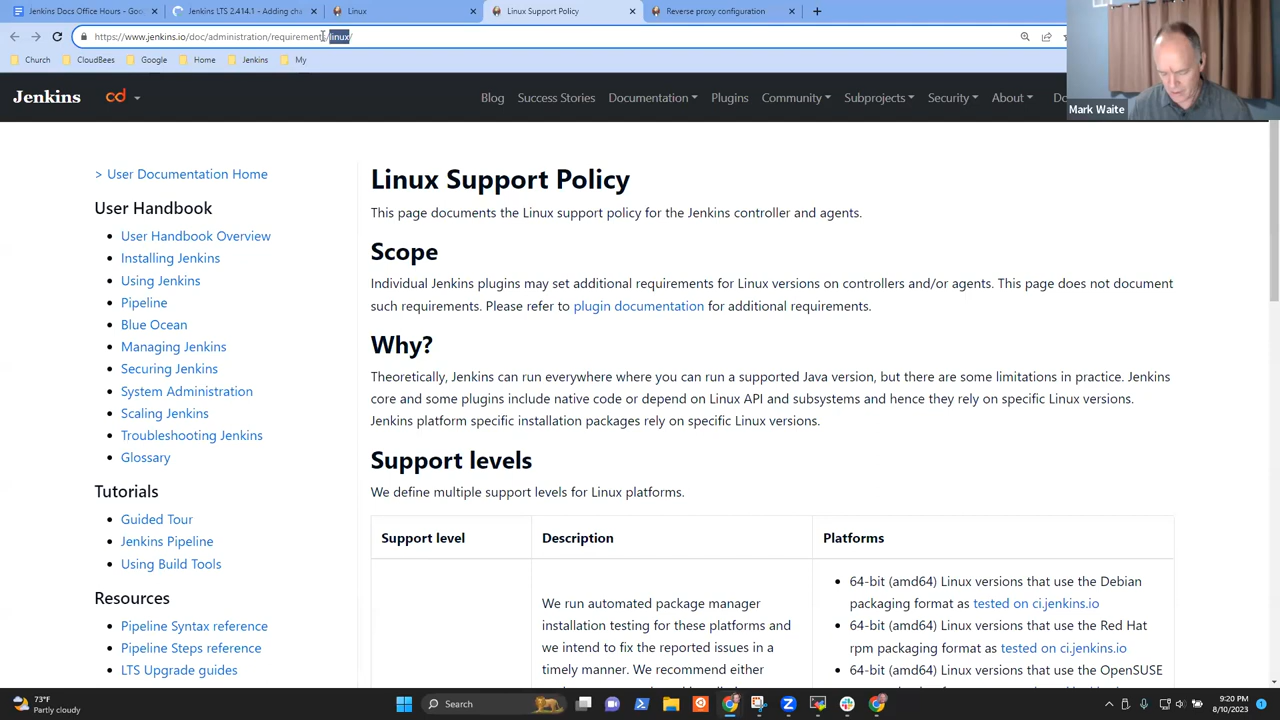 Jenkins Docs Office Hours - Goo
Jenkins LTS 2.414.1 - Adding cha
Linux
Linux Support Policy
Reverse proxy configuration
https://www.jenkins.io/doc/administration/requirements/linux/
Church
CloudBees
Google
Home
Jenkins
My
Jenkins
cd
Blog
Success Stories
Documentation
Plugins
Community
Subprojects
Security
About
Do
Mark Waite
> User Documentation Home
User Handbook
User Handbook Overview
Installing Jenkins
Using Jenkins
Pipeline
Blue Ocean
Managing Jenkins
Securing Jenkins
System Administration
Scaling Jenkins
Troubleshooting Jenkins
Glossary
Tutorials
Guided Tour
Jenkins Pipeline
Using Build Tools
Resources
Pipeline Syntax reference
Pipeline Steps reference
LTS Upgrade guides
Linux Support Policy
This page documents the Linux support policy for the Jenkins controller and agents.
Scope
Individual Jenkins plugins may set additional requirements for Linux versions on controllers and/or agents. This page does not document
such requirements. Please refer to plugin documentation for additional requirements.
Why?
Theoretically, Jenkins can run everywhere where you can run a supported Java version, but there are some limitations in practice. Jenkins
core and some plugins include native code or depend on Linux API and subsystems and hence they rely on specific Linux versions.
Jenkins platform specific installation packages rely on specific Linux versions.
Support levels
We define multiple support levels for Linux platforms.
Support level
Description
Platforms
We run automated package manager
installation testing for these platforms and
we intend to fix the reported issues in a
timely manner. We recommend either
64-bit (amd64) Linux versions that use the Debian
packaging format as tested on ci.jenkins.io
64-bit (amd64) Linux versions that use the Red Hat
rpm packaging format as tested on ci.jenkins.io
64-bit (amd64) Linux versions that use the OpenSUSE
73°F
Partly cloudy
Search
9:20 PM
8/10/2023